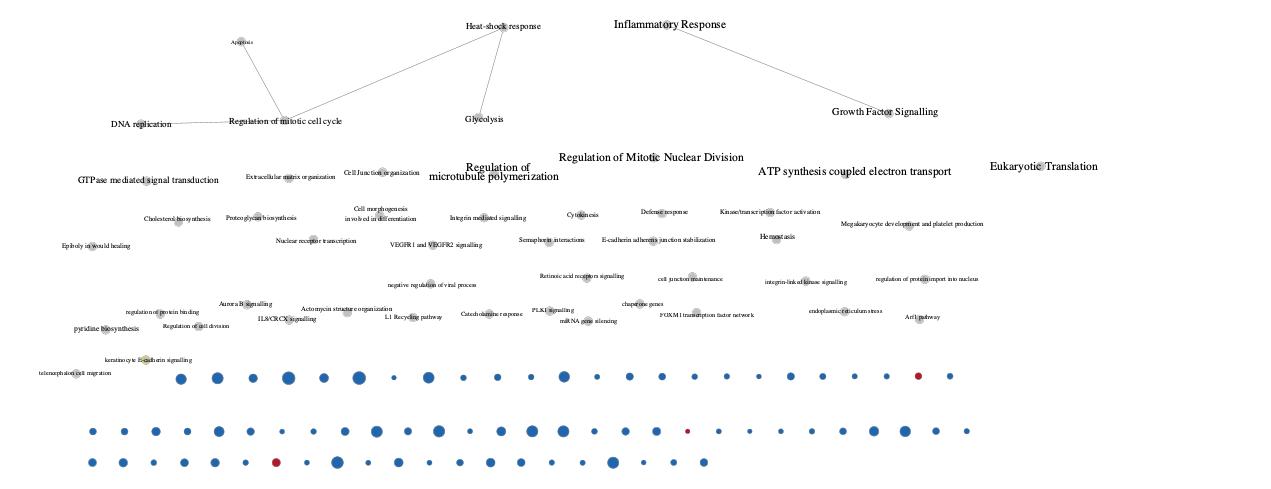 Heat-shock response
Inflammatory Response
Apoptosis
Growth Factor Signalling
Glycolysis
Regulation of mitotic cell cycle
DNA replication
Regulation of Mitotic Nuclear Division
Regulation of
microtubule polymerization
ATP synthesis coupled electron transport
Eukaryotic Translation
GTPase mediated signal transduction
Extracellular matrix organization
Cell Junction organization
Cholesterol biosynthesis
Proteoglycan biosynthesis
Cell morphogenesis
involved in differentiation
Integrin mediated signalling
Cytokinesis
Defense response
Kinase/transcription factor activation
Megakaryocyte development and platelet production
Epiboly in would healing
Nuclear receptor transcription
VEGFR1 and VEGFR2 signalling
Semaphorin interactions
E-cadherin adherens junction stabilization
Hemostasis
negative regulation of viral process
Retinoic acid receptors signalling
cell junction maintenance
integrin-linked kinase signalling
regulation of protein import into nucleus
regulation of protein binding
Aurora B signalling
IL8/CRCX signalling
Actomycin structure organization
L1 Recycling pathway
Catecholamine response
PLK1 signalling
miRNA gene silencing
chaperone genes
FOXM1 transcription factor network
endoplasmic reticulum stress
Arf1 pathway
pyridine biosynthesis
Regulation of cell division
keratinocyte E-cadherin signalling
telencephalon cell migration